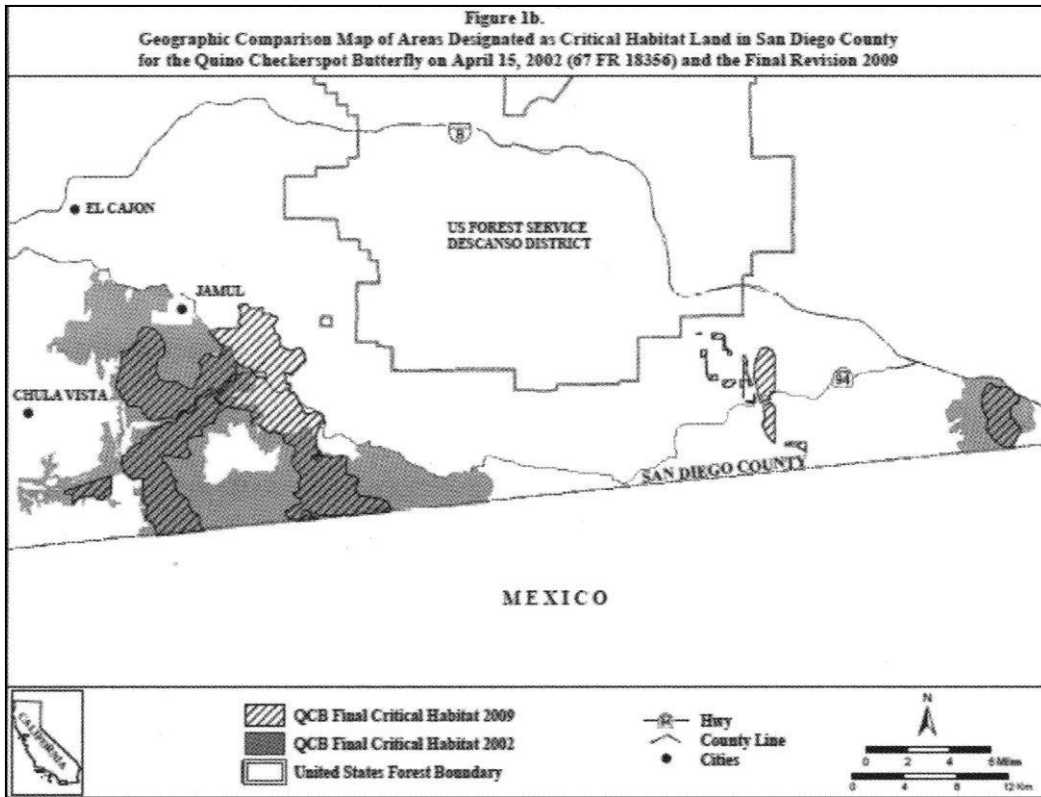 Figure 1b.
Geographic Comparison Map of Areas Designated as Critical Habitat Land in San Diego County
for the Quino Checkerspot Butterfly on April 15, 2002 (67 FR 18356) and the Final Revision 2009
8
EL CAJON
US FOREST SERVICE
DESCANSO DISTRICT
JAMUL
CHULA VISTA
94
SAN DIEGO COUNTY
MEXICO
CALIFORNIA
QCB Final Critical Habitat 2009
QCB Final Critical Habitat 2002
United States Forest Boundary
Hwy
County Line
Cities
N
0 2 4 6 Miles
0 4 8 12 Km